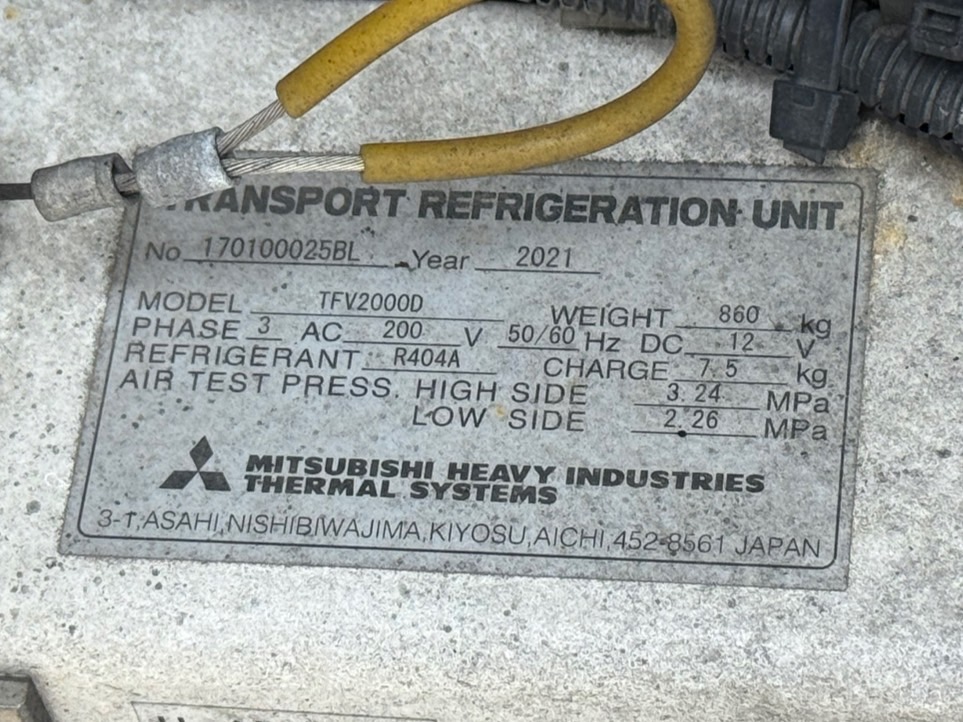 TRANSPORT REFRIGERATION UNIT
No 170100025BL Year 2021
MODEL TFV2000D WEIGHT 860 kg
PHASE 3 AC 200 V 50/60 Hz DC 12 V
REFRIGERANT R404A CHARGE 7.5 kg
AIR TEST PRESS. HIGH SIDE 3.24 MPa
LOW SIDE 2.26 MPa
MITSUBISHI HEAVY INDUSTRIES
THERMAL SYSTEMS
3-1,ASAHI,NISHIBIWAJIMA,KIYOSU,AICHI,452-8561 JAPAN